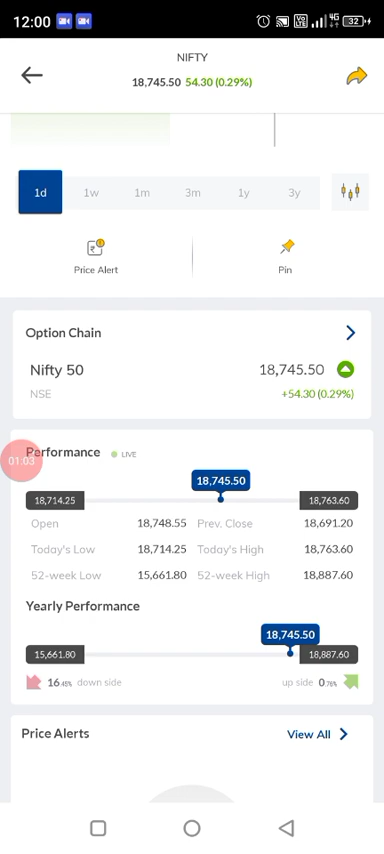 12:00 Vo LTE 4G 32
NIFTY
18,745.50 54.30 (0.29%)
1d 1w 1m 3m 1y 3y
Price Alert Pin
Option Chain
Nifty 50 18,745.50
NSE +54.30 (0.29%)
Performance LIVE
01:03
18,745.50
18,714.25 18,763.60
Open 18,748.55 Prev. Close 18,691.20
Today's Low 18,714.25 Today's High 18,763.60
52-week Low 15,661.80 52-week High 18,887.60
Yearly Performance
18,745.50
15,661.80 18,887.60
16.45% down side up side 0.76%
Price Alerts View All